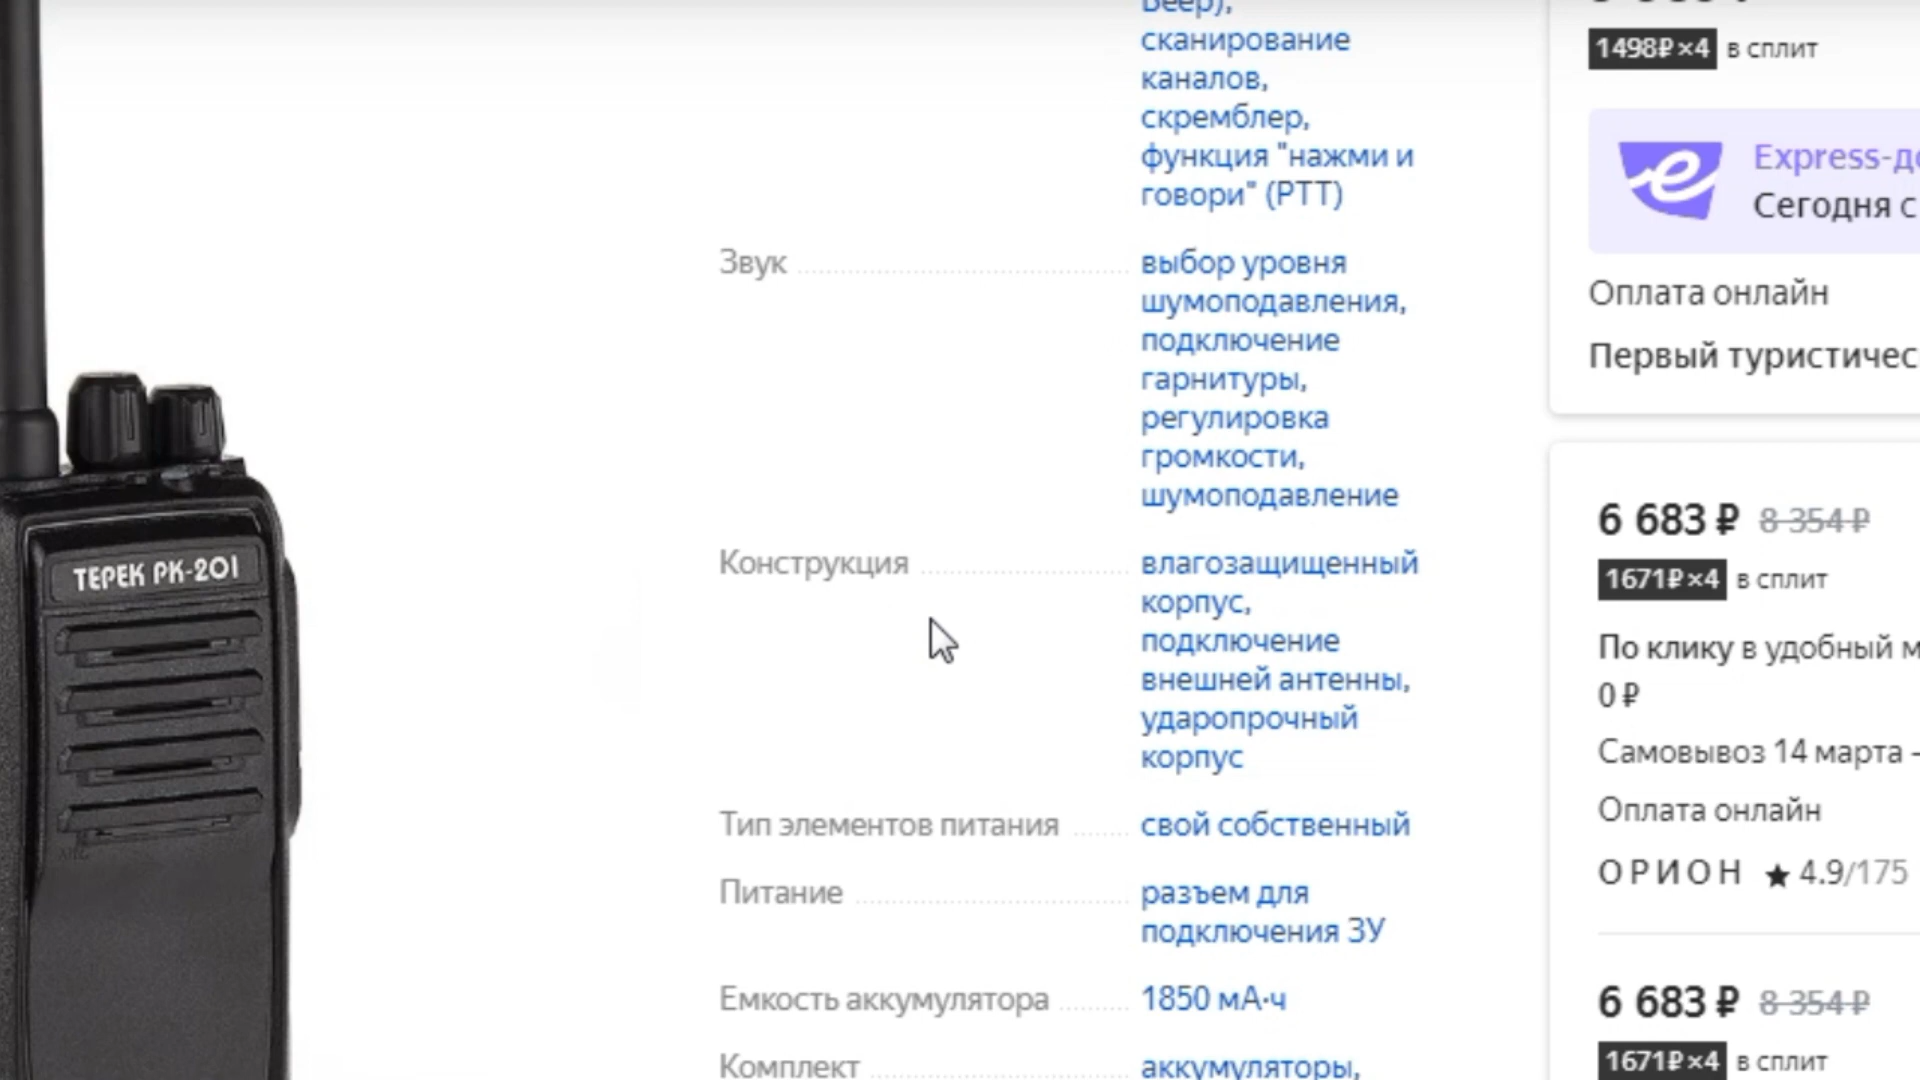 Beep),
сканирование
каналов,
скремблер,
функция "нажми и
говори" (PTT)
Звук
выбор уровня
шумоподавления,
подключение
гарнитуры,
регулировка
громкости,
шумоподавление
Конструкция
влагозащищенный
корпус,
подключение
внешней антенны,
ударопрочный
корпус
Тип элементов питания
свой собственный
Питание
разъем для
подключения ЗУ
Емкость аккумулятора
1850 мА·ч
Комплект
аккумуляторы,
ТЕРЕК РК-201
1498₽×4 в сплит
Express-до
Сегодня с
Оплата онлайн
Первый туристичес
6 683 ₽ 8 354 ₽
1671₽×4 в сплит
По клику в удобный м
0 ₽
Самовывоз 14 марта –
Оплата онлайн
ОРИОН ★ 4.9/175
6 683 ₽ 8 354 ₽
1671₽×4 в сплит